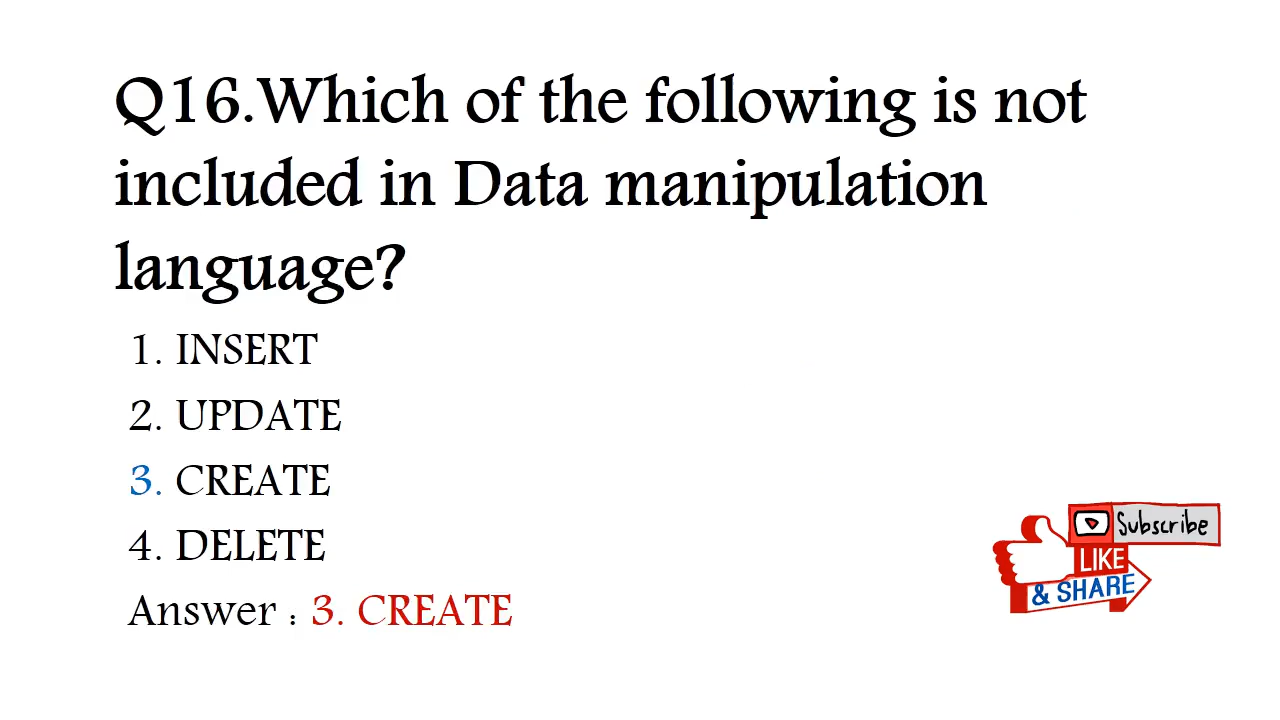 Q16.Which of the following is not
included in Data manipulation
language?
1. INSERT
2. UPDATE
3. CREATE
4. DELETE
Answer : 3. CREATE
Subscribe
LIKE
& SHARE